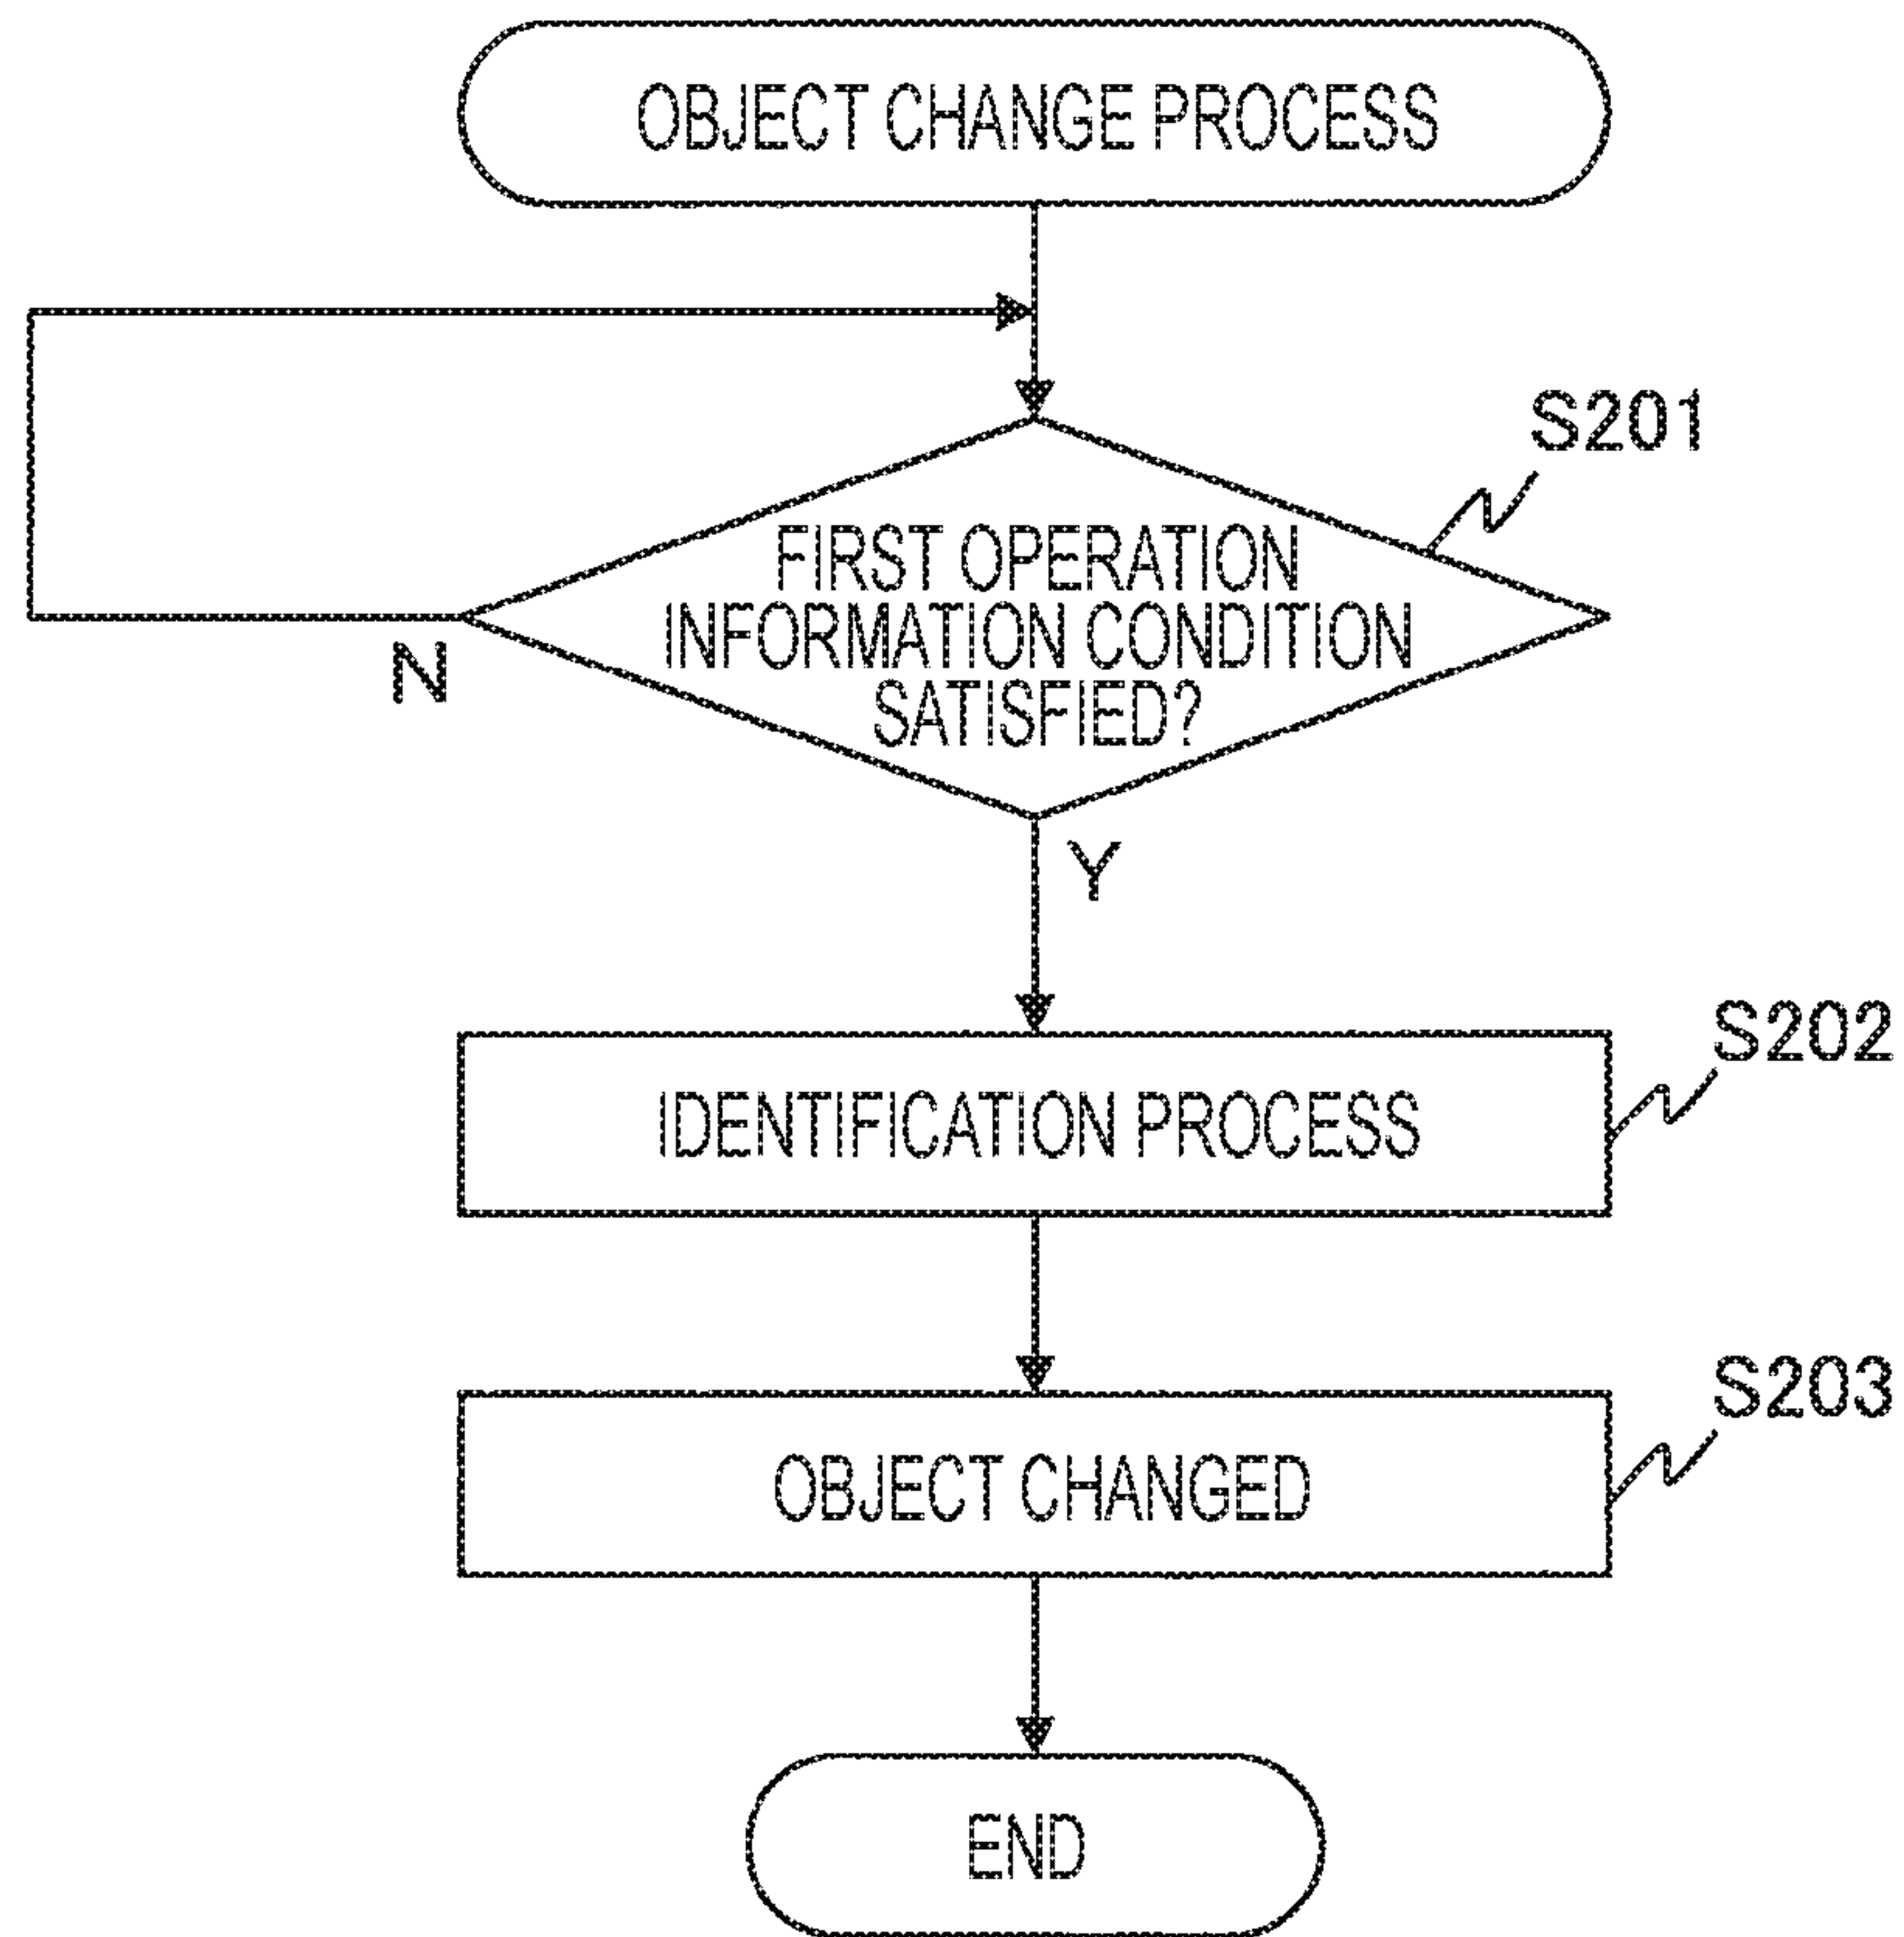 OBJECT CHANGE PROCESS
S201
FIRST OPERATION
INFORMATION CONDITION
SATISFIED?
N
Y
S202
IDENTIFICATION PROCESS
S203
OBJECT CHANGED
END